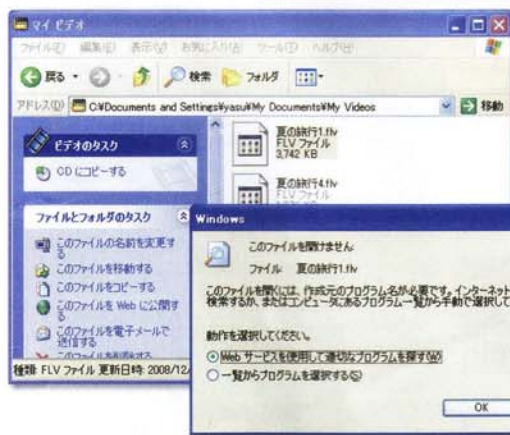 マイ ビデオ
ファイル(F) 編集(E) 表示(V) お気に入り(A) ツール(T) ヘルプ(H)
戻る 検索 フォルダ
アドレス(D) C:¥Documents and Settings¥yasu¥My Documents¥My Videos 移動
ビデオのタスク
CD にコピーする
ファイルとフォルダのタスク
このファイルの名前を変更す
る
このファイルを移動する
このファイルをコピーする
このファイルを Web に公開す
る
このファイルを電子メールで
送信する
このファイルを削除する
種類: FLV ファイル 更新日時: 2008/12/
夏の旅行1.flv
FLV ファイル
3,742 KB
夏の旅行4.flv
FLV ファイル
Windows
このファイルを開けません:
ファイル: 夏の旅行1.flv
このファイルを開くには、作成元のプログラム名が必要です。インターネット
検索するか、またはコンピュータにあるプログラム一覧から手動で選択して
動作を選択してください。
Web サービスを使用して適切なプログラムを探す(W)
一覧からプログラムを選択する(S)
OK